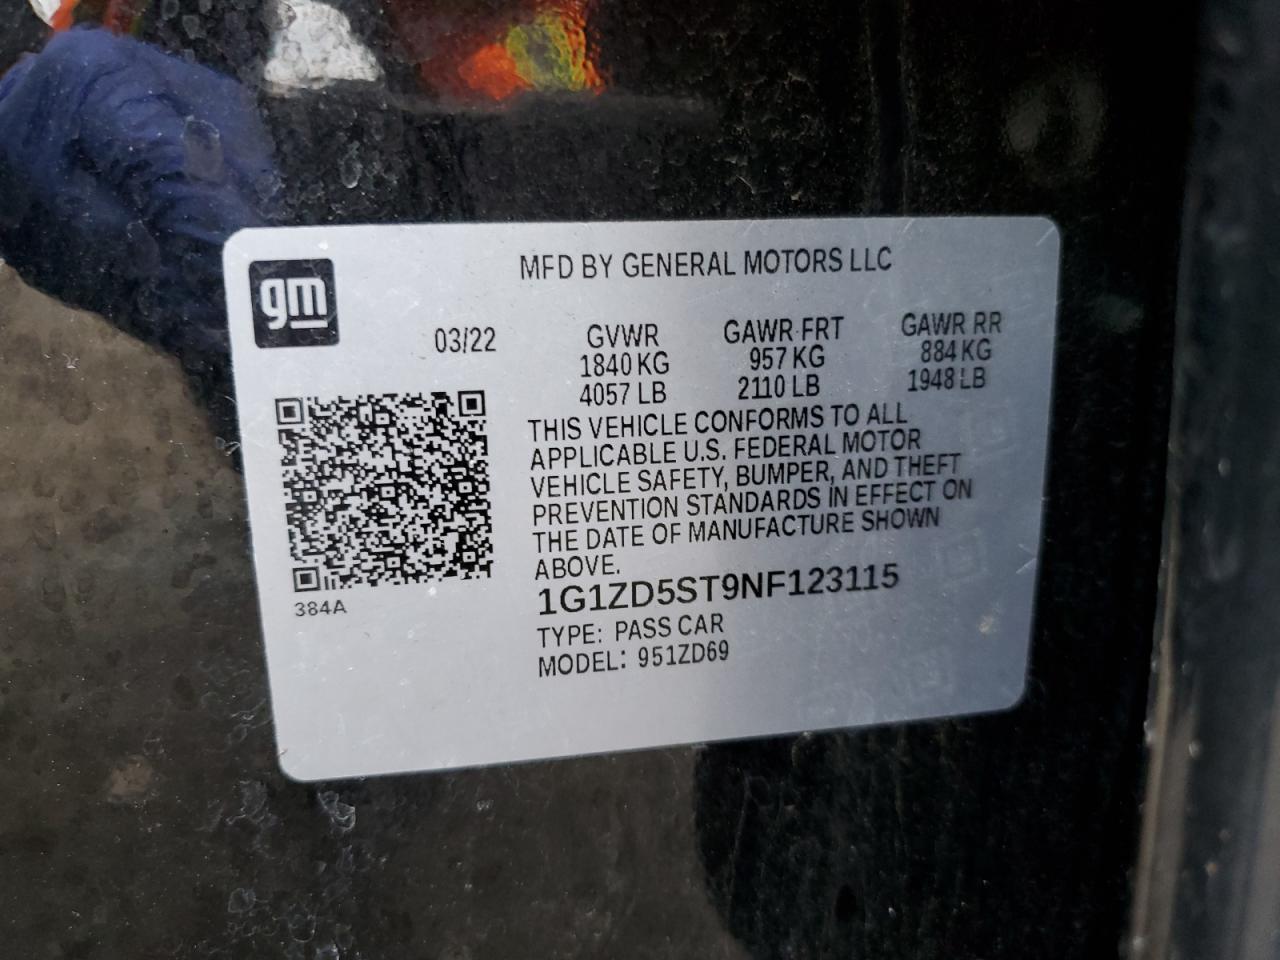 MFD BY GENERAL MOTORS LLC
gm
03/22
GVWR GAWR FRT GAWR RR
1840 KG 957 KG 884 KG
4057 LB 2110 LB 1948 LB
THIS VEHICLE CONFORMS TO ALL
APPLICABLE U.S. FEDERAL MOTOR
VEHICLE SAFETY, BUMPER, AND THEFT
PREVENTION STANDARDS IN EFFECT ON
THE DATE OF MANUFACTURE SHOWN
ABOVE.
1G1ZD5ST9NF123115
384A
TYPE: PASS CAR
MODEL: 951ZD69